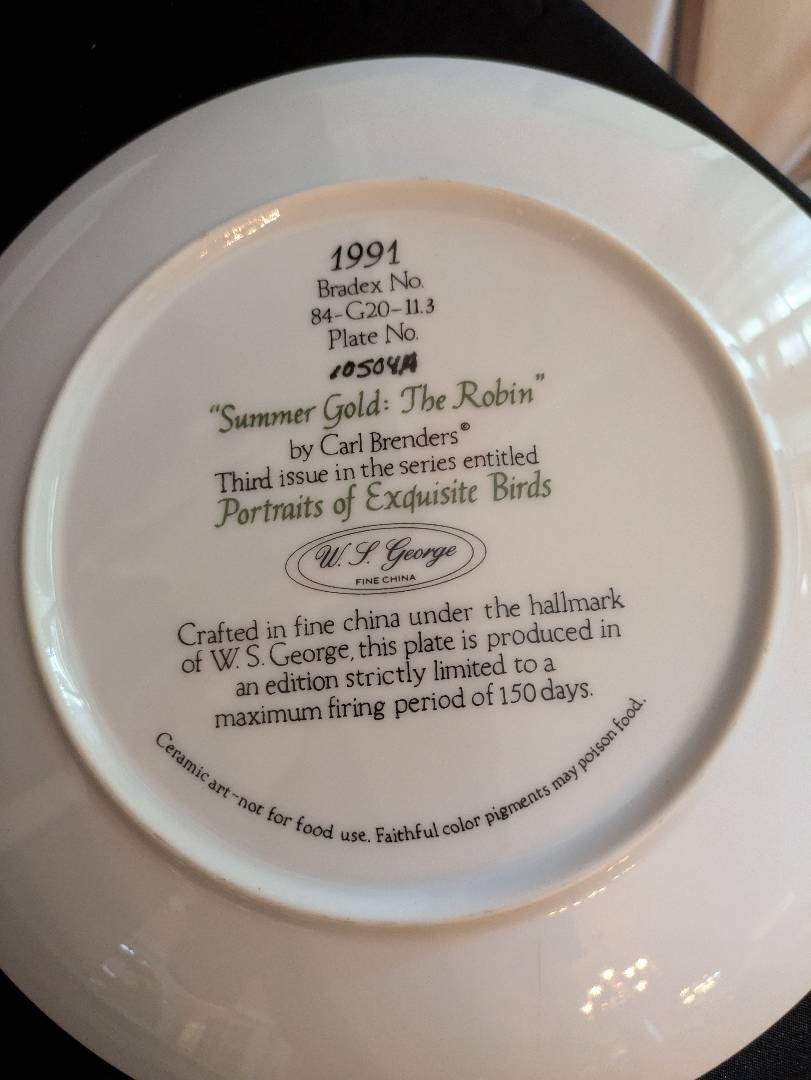 1991
Bradex No.
84-G20-11.3
Plate No.
10504A
"Summer Gold: The Robin"
by Carl Brenders©
Third issue in the series entitled
Portraits of Exquisite Birds
W. S. George
FINE CHINA
Crafted in fine china under the hallmark
of W. S. George, this plate is produced in
an edition strictly limited to a
maximum firing period of 150 days.
Ceramic art-not for food use. Faithful color pigments may poison food.